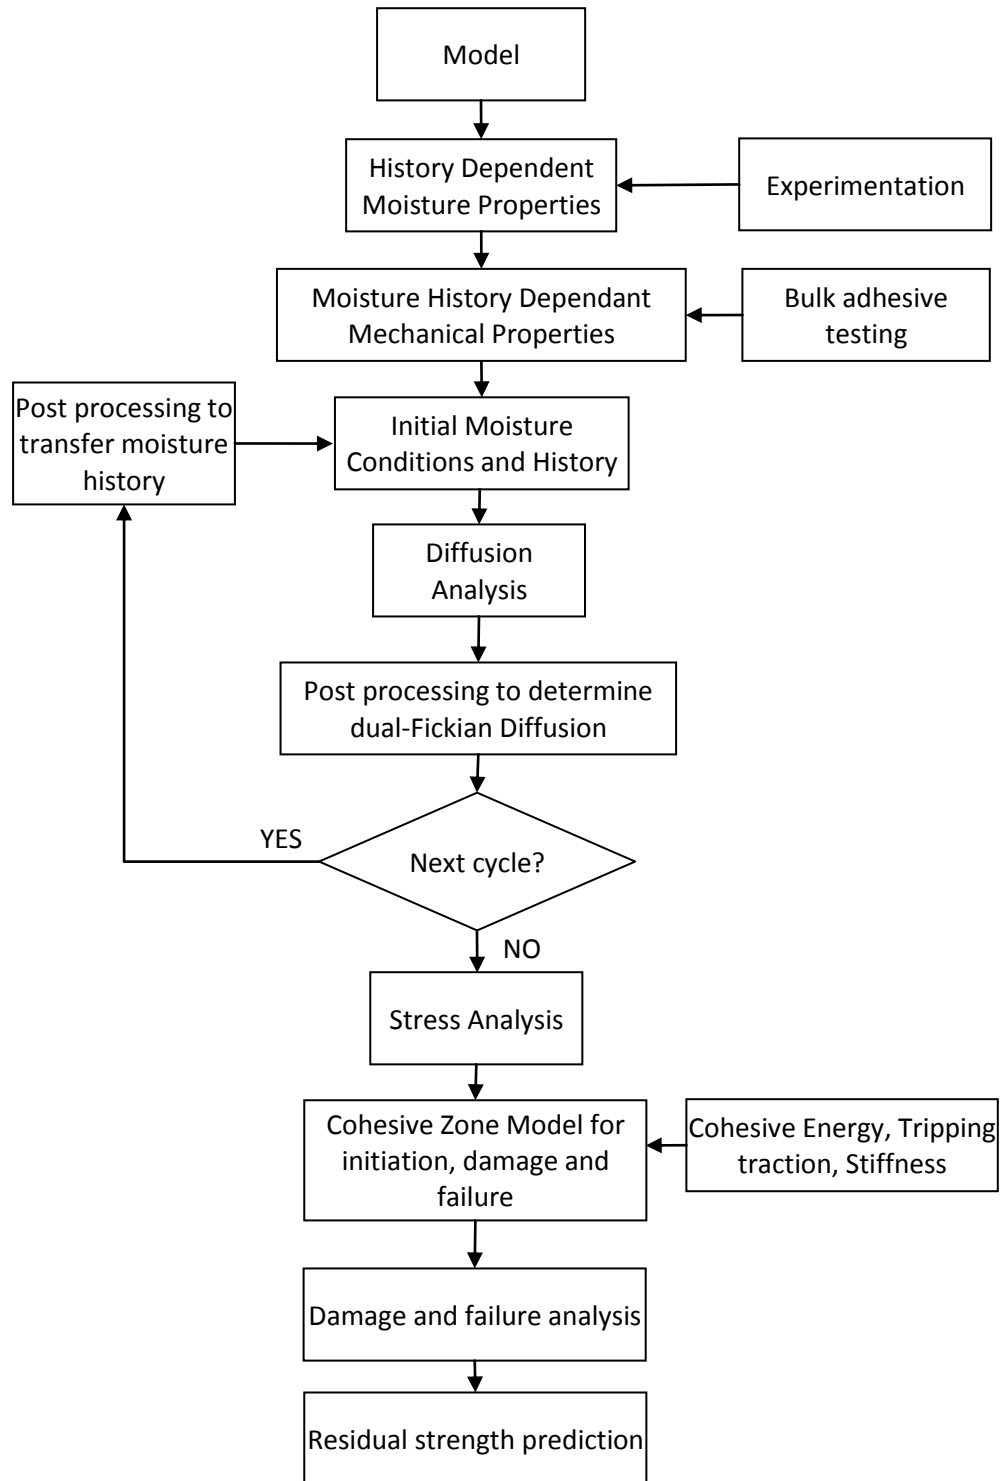 Model
History Dependent
Moisture Properties
Experimentation
Moisture History Dependant
Mechanical Properties
Bulk adhesive
testing
Post processing to
transfer moisture
history
Initial Moisture
Conditions and History
Diffusion
Analysis
Post processing to determine
dual-Fickian Diffusion
YES
Next cycle?
NO
Stress Analysis
Cohesive Zone Model for
initiation, damage and
failure
Cohesive Energy, Tripping
traction, Stiffness
Damage and failure analysis
Residual strength prediction